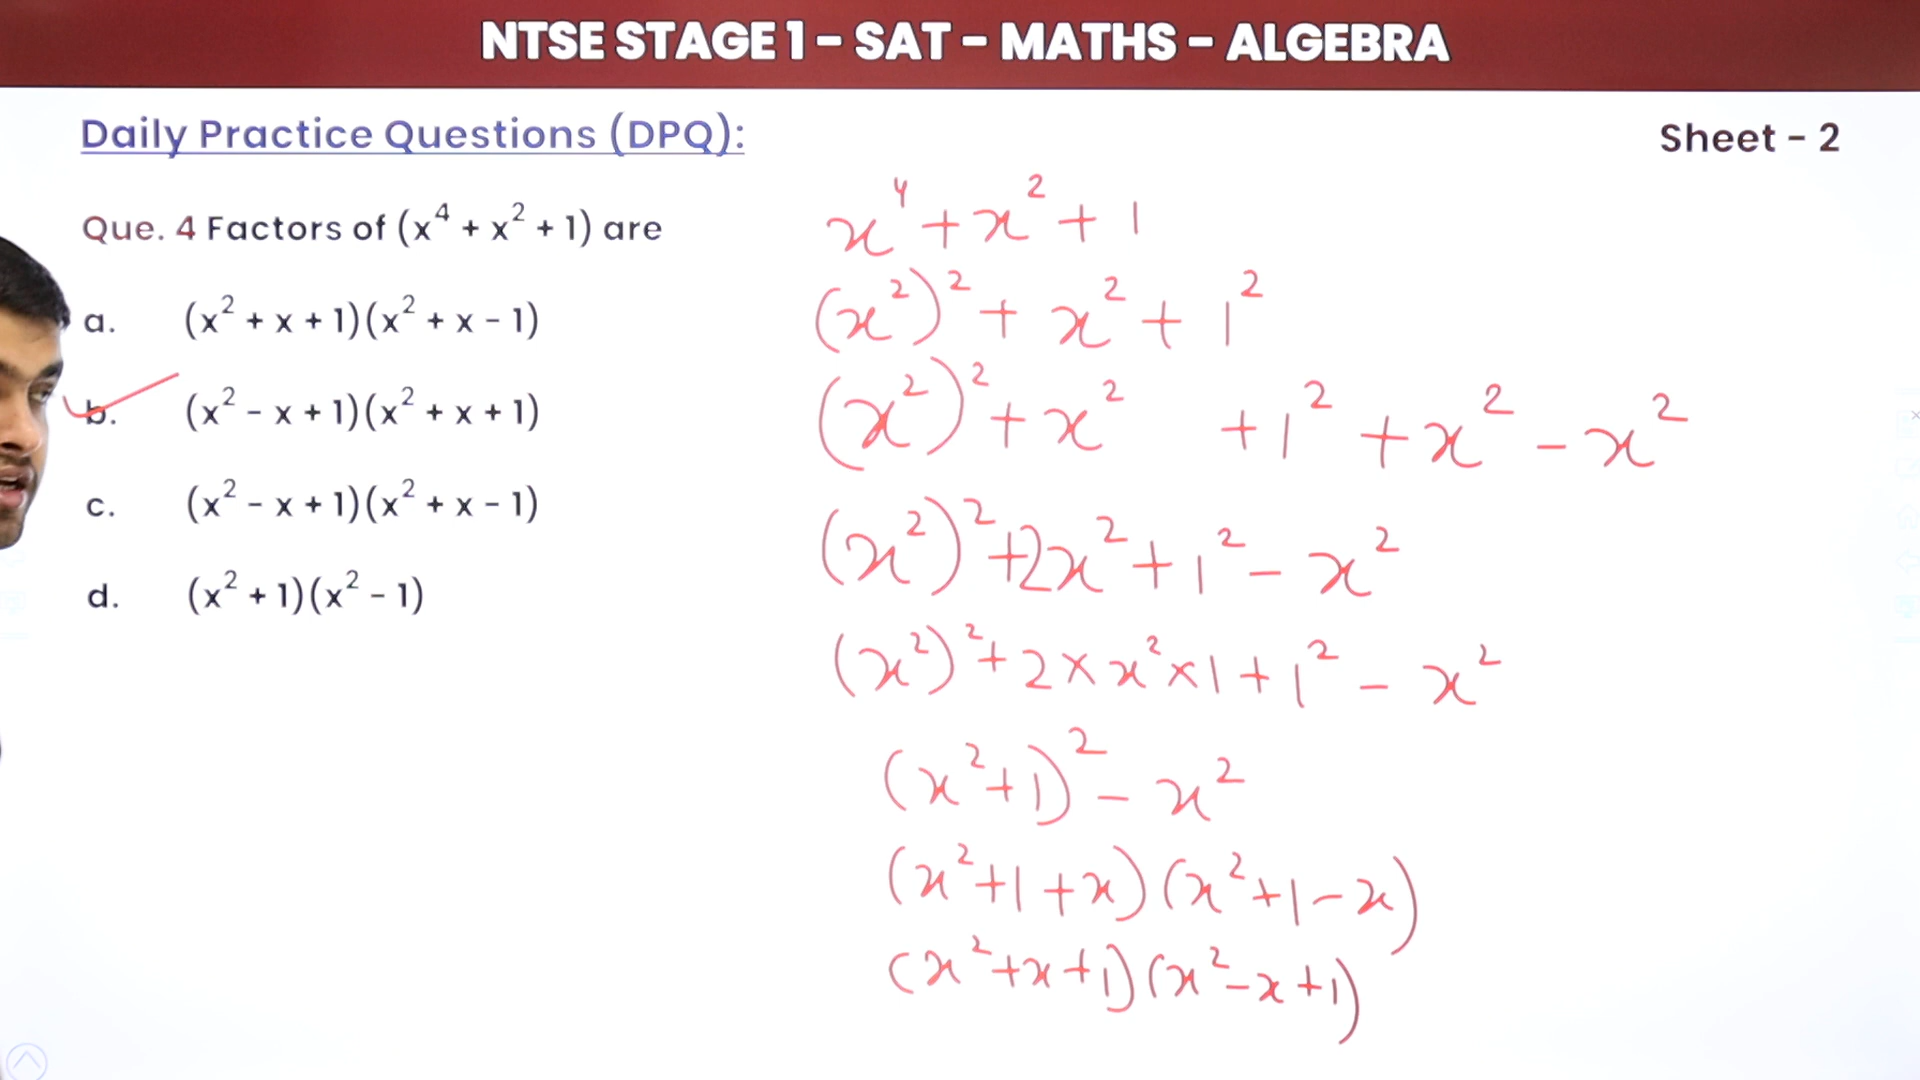 NTSE STAGE 1 – SAT – MATHS – ALGEBRA
Daily Practice Questions (DPQ):
Sheet - 2
Que. 4 Factors of (x⁴ + x² + 1) are
a. (x² + x + 1)(x² + x - 1)
b. (x² - x + 1)(x² + x + 1)
c. (x² - x + 1)(x² + x - 1)
d. (x² + 1)(x² - 1)
x⁴ + x² + 1
(x²)² + x² + 1²
(x²)² + x² + 1² + x² - x²
(x²)² + 2x² + 1² - x²
(x²)² + 2 × x² × 1 + 1² - x²
(x² + 1)² - x²
(x² + 1 + x)(x² + 1 - x)
(x² + x + 1)(x² - x + 1)